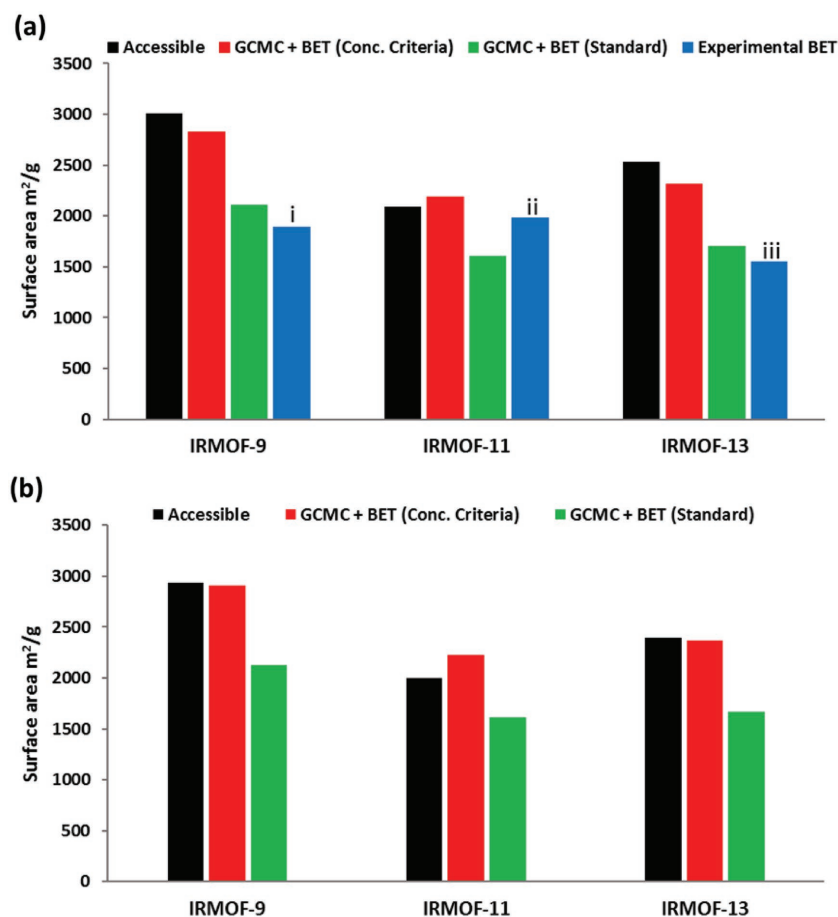 (a)
Accessible GCMC + BET (Conc. Criteria) GCMC + BET (Standard) Experimental BET
3500
3000
2500
2000
1500
1000
500
0
Surface area m²/g
i
ii
iii
IRMOF-9 IRMOF-11 IRMOF-13
(b)
Accessible GCMC + BET (Conc. Criteria) GCMC + BET (Standard)
3500
3000
2500
2000
1500
1000
500
0
Surface area m²/g
IRMOF-9 IRMOF-11 IRMOF-13